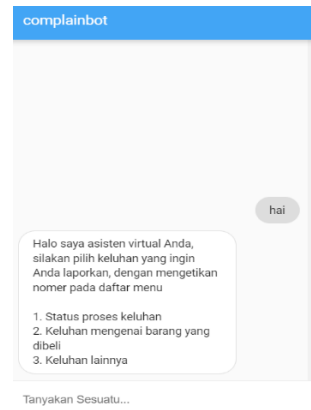 complainbot
hai
Halo saya asisten virtual Anda,
silakan pilih keluhan yang ingin
Anda laporkan, dengan mengetikan
nomer pada daftar menu
1. Status proses keluhan
2. Keluhan mengenai barang yang
dibeli
3. Keluhan lainnya
Tanyakan Sesuatu...